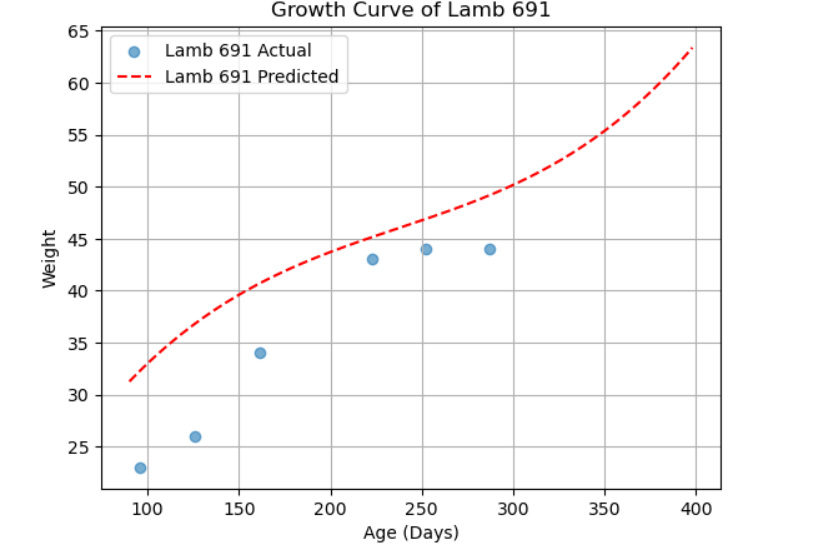 Growth Curve of Lamb 691
Lamb 691 Actual
Lamb 691 Predicted
65
60
55
50
45
40
35
30
25
Weight
100 150 200 250 300 350 400
Age (Days)